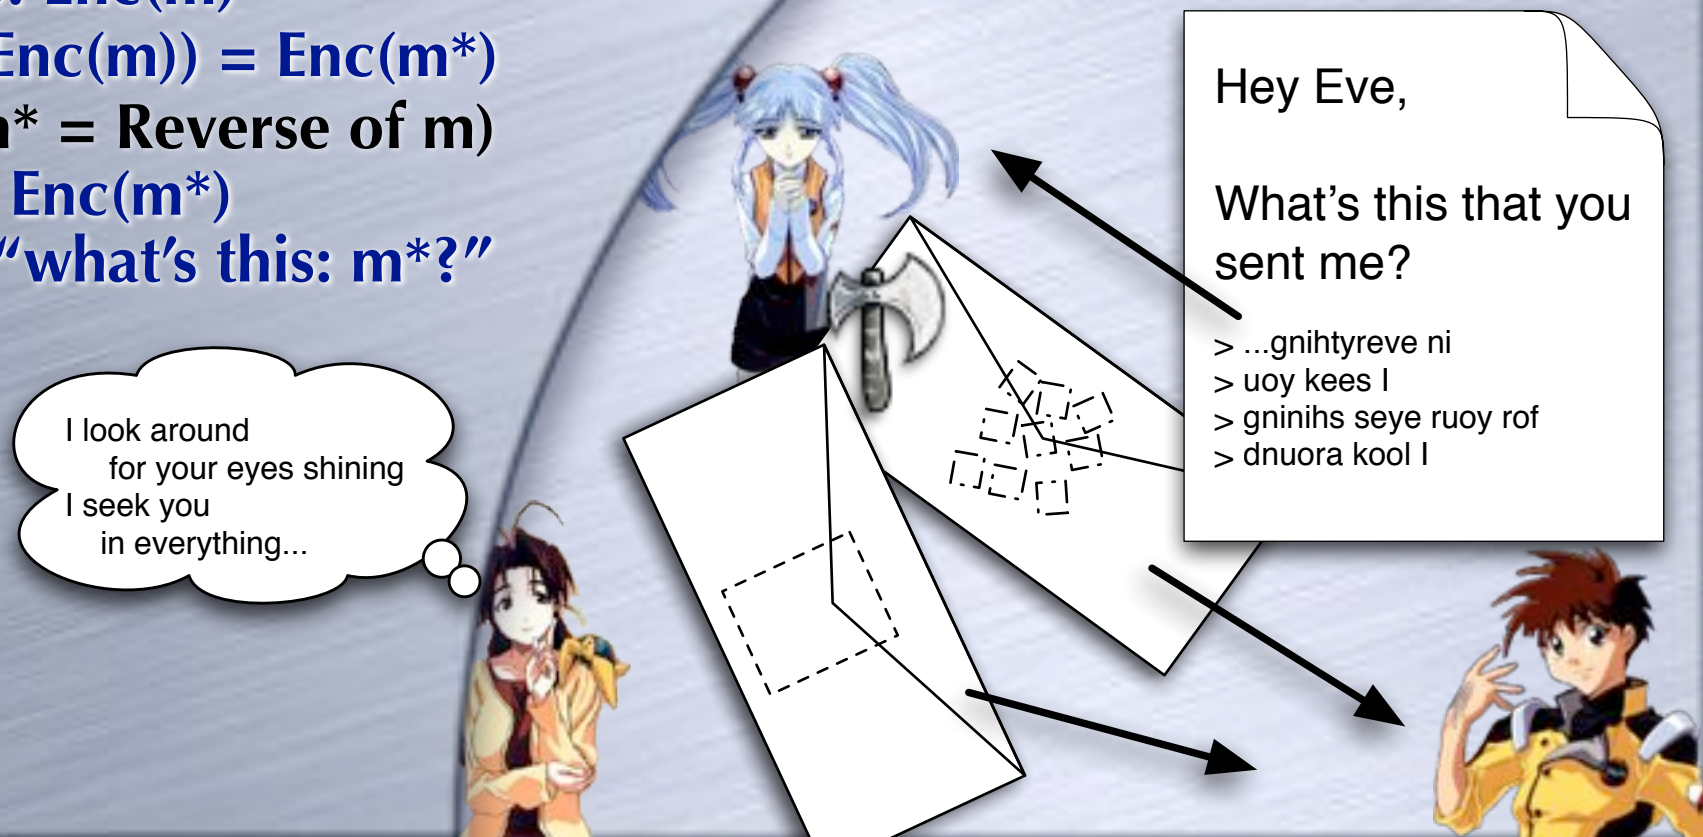 Enc(m)
Enc(m)) = Enc(m*)
m* = Reverse of m)
Enc(m*)
“what’s this: m*?”
I look around
for your eyes shining
I seek you
in everything...
Hey Eve,
What’s this that you
sent me?
> ...gnihtyreve ni
> uoy kees I
> gninihs seye ruoy rof
> dnuora kool I